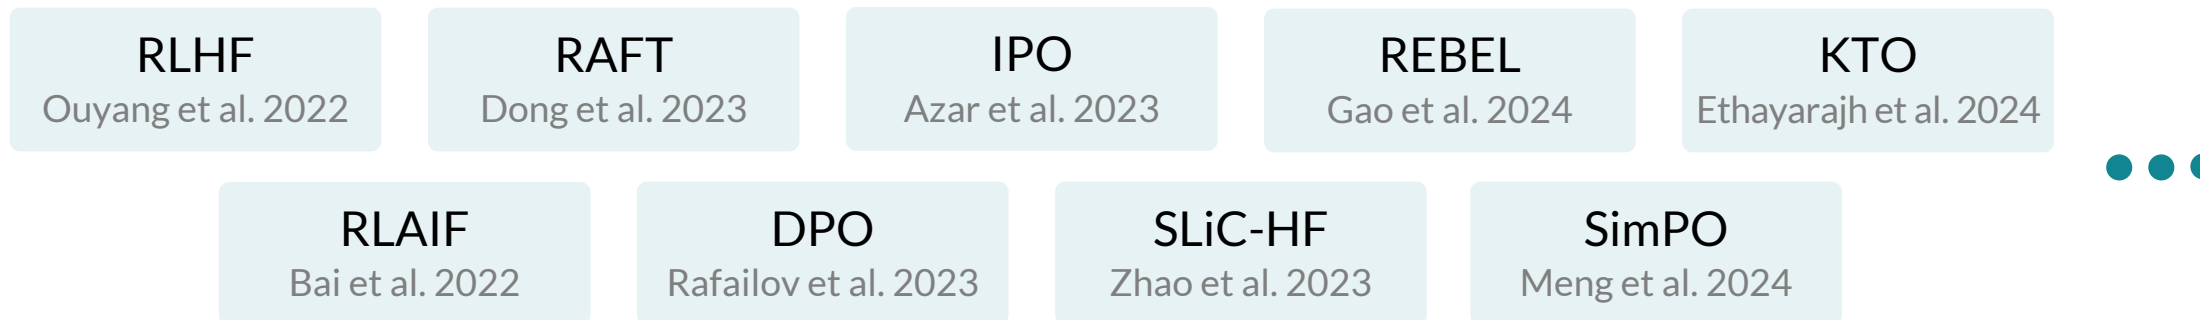 RLHF
Ouyang et al. 2022
RAFT
Dong et al. 2023
IPO
Azar et al. 2023
REBEL
Gao et al. 2024
KTO
Ethayarajh et al. 2024
RLAIF
Bai et al. 2022
DPO
Rafailov et al. 2023
SLiC-HF
Zhao et al. 2023
SimPO
Meng et al. 2024